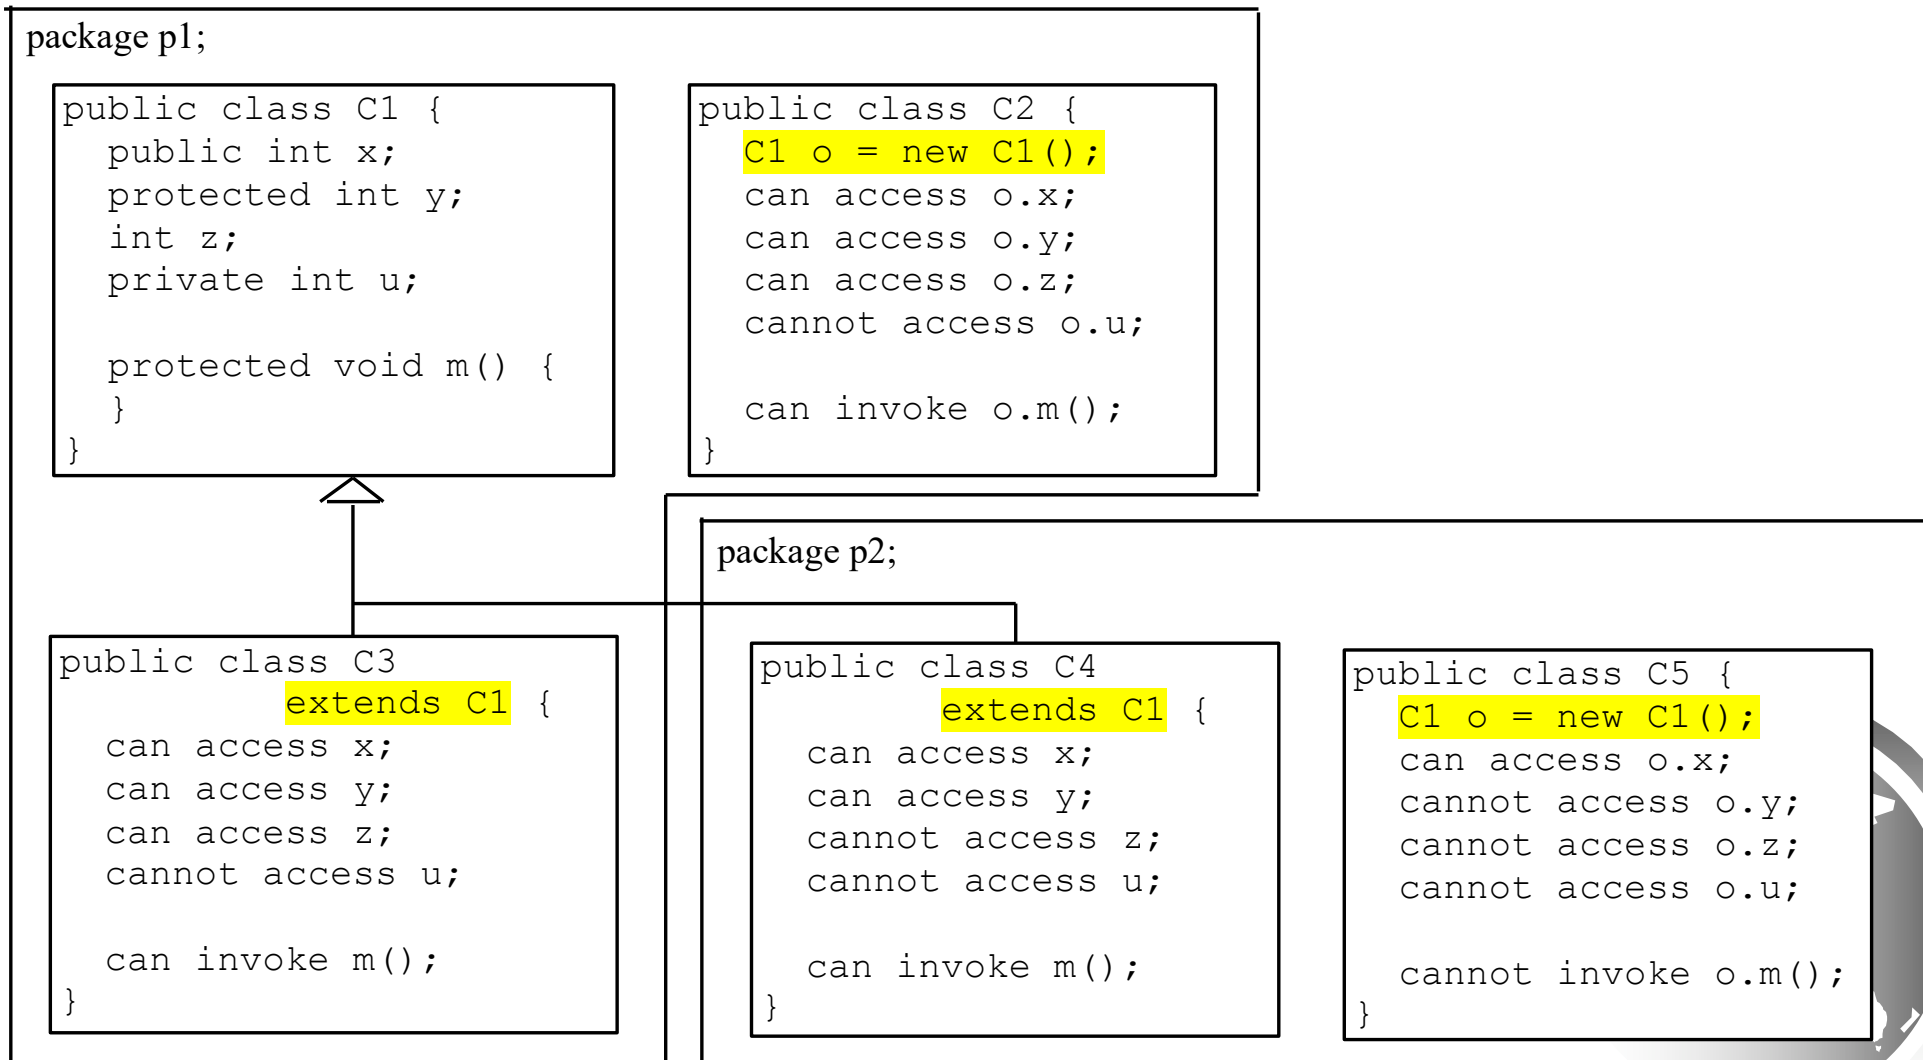 package p1;
public class C1 {
public int x;
protected int y;
int z;
private int u;
protected void m() {
}
}
public class C2 {
C1 o = new C1();
can access o.x;
can access o.y;
can access o.z;
cannot access o.u;
can invoke o.m();
}
package p2;
public class C3
extends C1 {
can access x;
can access y;
can access z;
cannot access u;
can invoke m();
}
public class C4
extends C1 {
can access x;
can access y;
cannot access z;
cannot access u;
can invoke m();
}
public class C5 {
C1 o = new C1();
can access o.x;
cannot access o.y;
cannot access o.z;
cannot access o.u;
cannot invoke o.m();
}